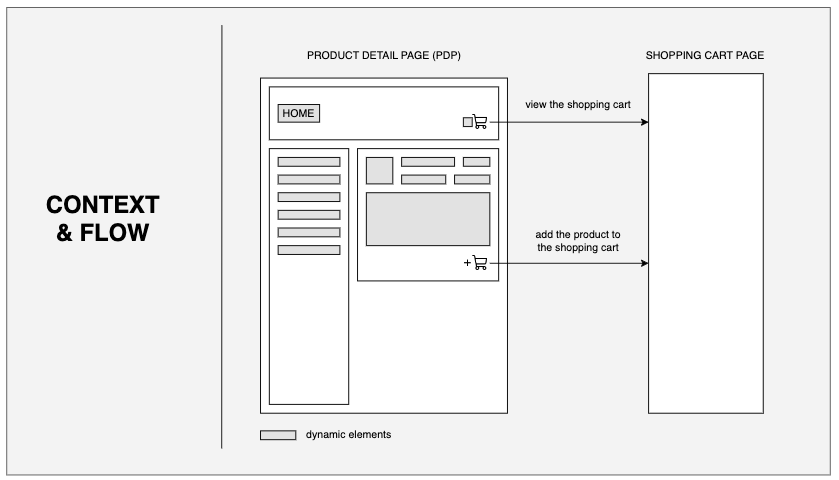 CONTEXT
& FLOW
PRODUCT DETAIL PAGE (PDP)
SHOPPING CART PAGE
HOME
view the shopping cart
add the product to
the shopping cart
+
dynamic elements